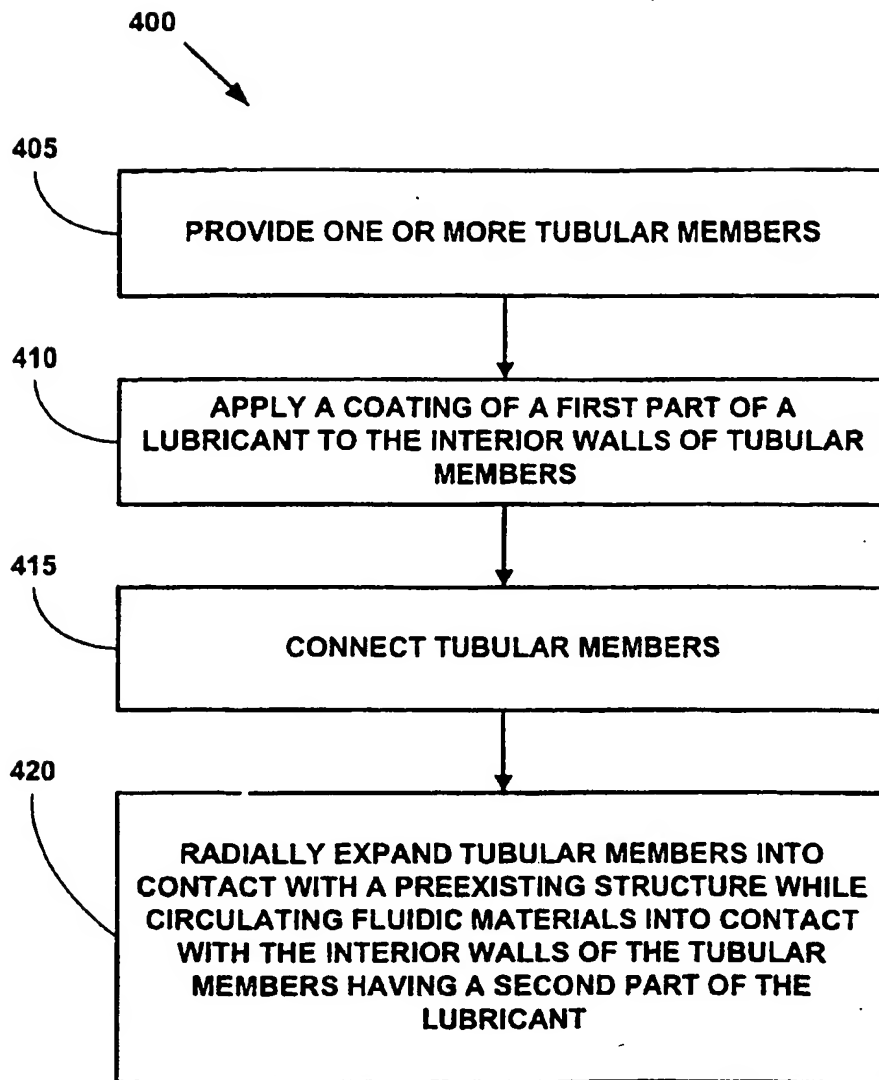 400
405
PROVIDE ONE OR MORE TUBULAR MEMBERS
410
APPLY A COATING OF A FIRST PART OF A
LUBRICANT TO THE INTERIOR WALLS OF TUBULAR
MEMBERS
415
CONNECT TUBULAR MEMBERS
420
RADIALLY EXPAND TUBULAR MEMBERS INTO
CONTACT WITH A PREEXISTING STRUCTURE WHILE
CIRCULATING FLUIDIC MATERIALS INTO CONTACT
WITH THE INTERIOR WALLS OF THE TUBULAR
MEMBERS HAVING A SECOND PART OF THE
LUBRICANT